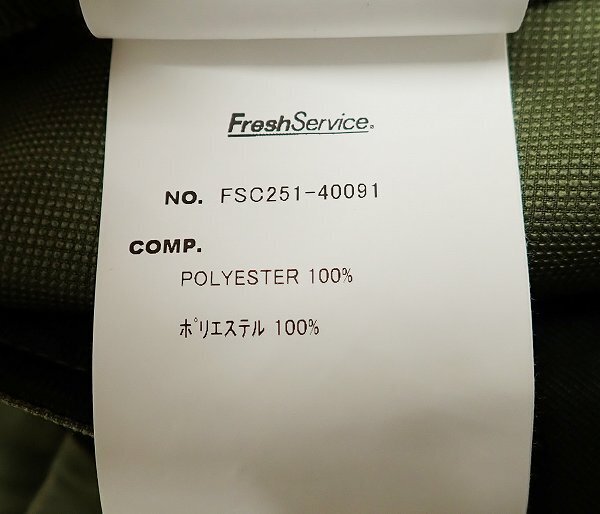 FreshService.
NO. FSC251-40091
COMP.
POLYESTER 100%
ﾎﾟﾘｴｽﾃﾙ 100%